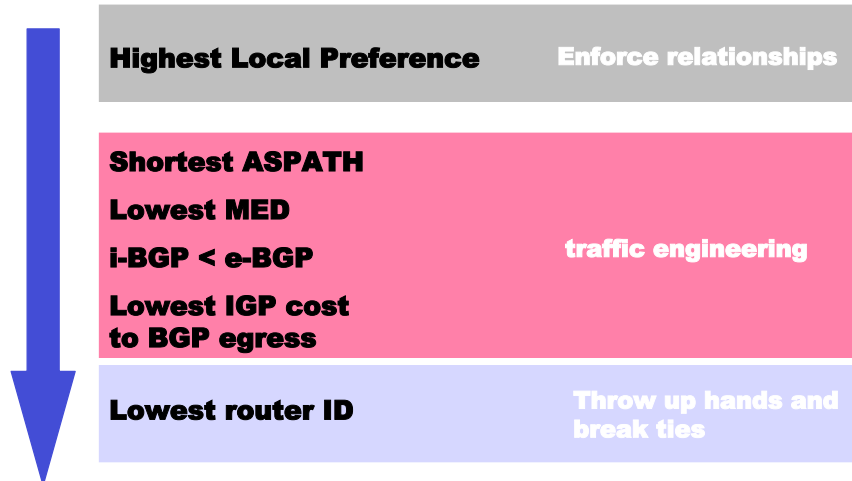 Highest Local Preference
Enforce relationships
Shortest ASPATH
Lowest MED
i-BGP < e-BGP
traffic engineering
Lowest IGP cost
to BGP egress
Lowest router ID
Throw up hands and
break ties